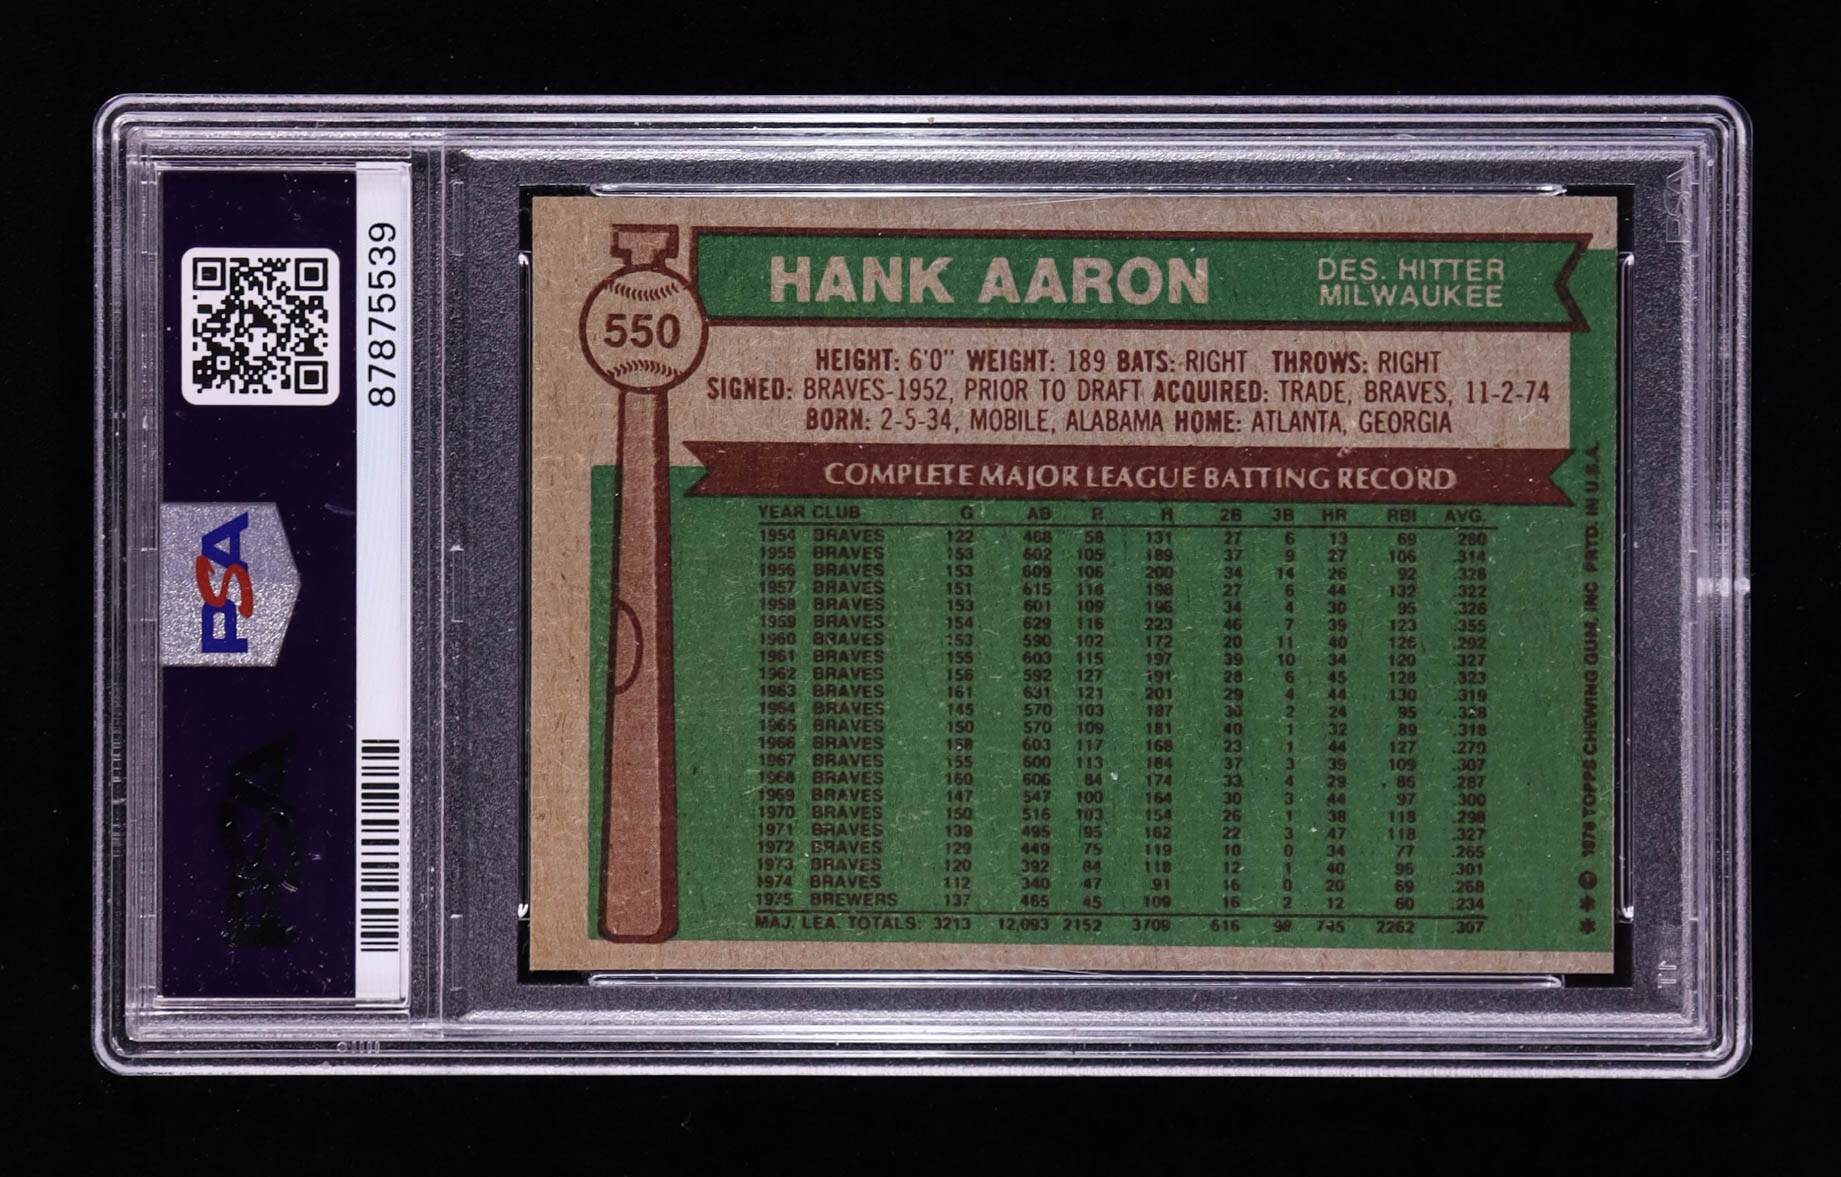 87875539
PSA
PSA
550
HANK AARON
DES. HITTER
MILWAUKEE
HEIGHT: 6'0" WEIGHT: 189 BATS: RIGHT THROWS: RIGHT
SIGNED: BRAVES-1952, PRIOR TO DRAFT ACQUIRED: TRADE, BRAVES, 11-2-74
BORN: 2-5-34, MOBILE, ALABAMA HOME: ATLANTA, GEORGIA
COMPLETE MAJOR LEAGUE BATTING RECORD
YEAR CLUB G AB R H 2B 3B HR RBI AVG.
1954 BRAVES 122 468 58 131 27 6 13 69 .280
1955 BRAVES 153 602 105 189 37 9 27 106 .314
1956 BRAVES 153 609 106 200 34 14 26 92 .328
1957 BRAVES 151 615 118 198 27 6 44 132 .322
1958 BRAVES 153 601 109 196 34 4 30 95 .326
1959 BRAVES 154 629 116 223 46 7 39 123 .355
1960 BRAVES 153 590 102 172 20 11 40 126 .292
1961 BRAVES 155 603 115 197 39 10 34 120 .327
1962 BRAVES 156 592 127 191 28 6 45 128 .323
1963 BRAVES 161 631 121 201 29 4 44 130 .319
1964 BRAVES 145 570 103 187 30 2 24 95 .328
1965 BRAVES 150 570 109 181 40 1 32 89 .318
1966 BRAVES 158 603 117 168 23 1 44 127 .279
1967 BRAVES 155 600 113 184 37 3 39 109 .307
1968 BRAVES 160 606 84 174 33 4 29 86 .287
1969 BRAVES 147 547 100 164 30 3 44 97 .300
1970 BRAVES 150 516 103 154 26 1 38 118 .298
1971 BRAVES 139 495 95 162 22 3 47 118 .327
1972 BRAVES 129 449 75 119 10 0 34 77 .265
1973 BRAVES 120 392 84 118 12 1 40 96 .301
1974 BRAVES 112 340 47 91 16 0 20 69 .268
1975 BREWERS 137 465 45 109 16 2 12 60 .234
MAJ. LEA. TOTALS: 3213 12,093 2152 3709 616 98 745 2262 .307
** © 1976 TOPPS CHEWING GUM, INC PRTD. IN U.S.A.